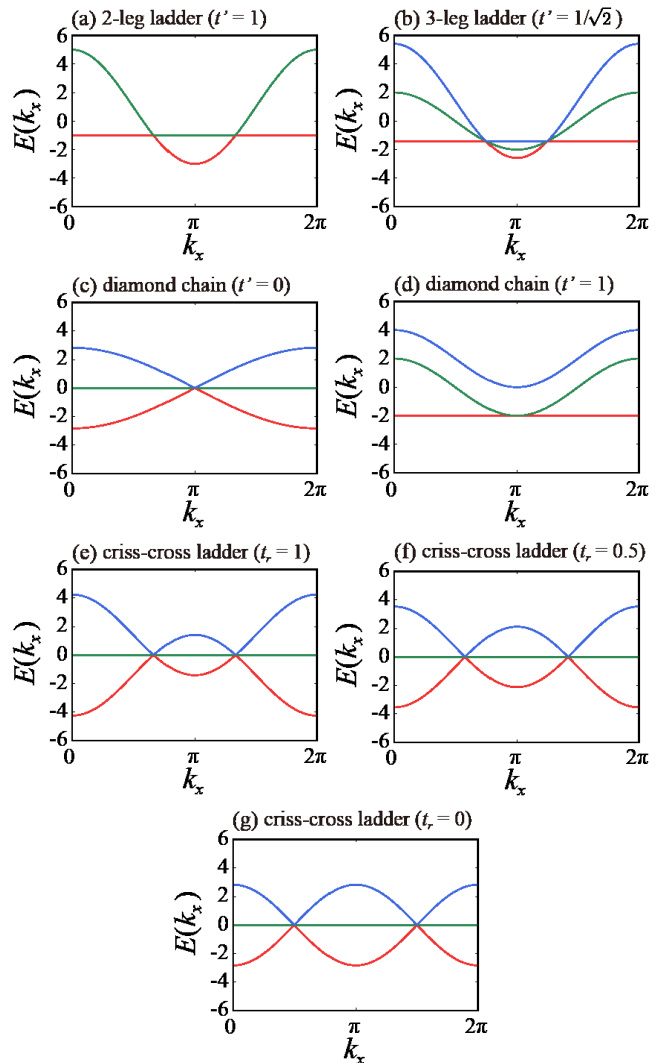 (a) 2-leg ladder (t' = 1)
6
4
2
0
-2
-4
-6
E(kₓ)
0
π
2π
kₓ
(b) 3-leg ladder (t' = 1/√2)
6
4
2
0
-2
-4
-6
E(kₓ)
0
π
2π
kₓ
(c) diamond chain (t' = 0)
6
4
2
0
-2
-4
-6
E(kₓ)
0
π
2π
kₓ
(d) diamond chain (t' = 1)
6
4
2
0
-2
-4
-6
E(kₓ)
0
π
2π
kₓ
(e) criss-cross ladder (tᵣ = 1)
6
4
2
0
-2
-4
-6
E(kₓ)
0
π
2π
kₓ
(f) criss-cross ladder (tᵣ = 0.5)
6
4
2
0
-2
-4
-6
E(kₓ)
0
π
2π
kₓ
(g) criss-cross ladder (tᵣ = 0)
6
4
2
0
-2
-4
-6
E(kₓ)
0
π
2π
kₓ